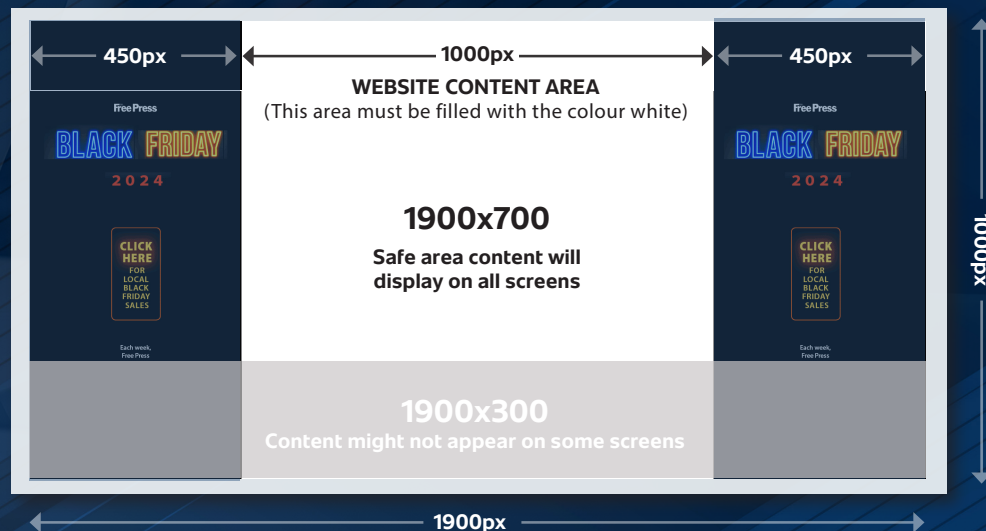 450px
1000px
450px
WEBSITE CONTENT AREA
(This area must be filled with the colour white)
Free Press
BLACK FRIDAY
2024
CLICK
HERE
FOR
LOCAL
BLACK
FRIDAY
SALES
Each week,
Free Press
1900x700
Safe area content will
display on all screens
Free Press
BLACK FRIDAY
2024
CLICK
HERE
FOR
LOCAL
BLACK
FRIDAY
SALES
Each week,
Free Press
1000px
1900x300
Content might not appear on some screens
1900px